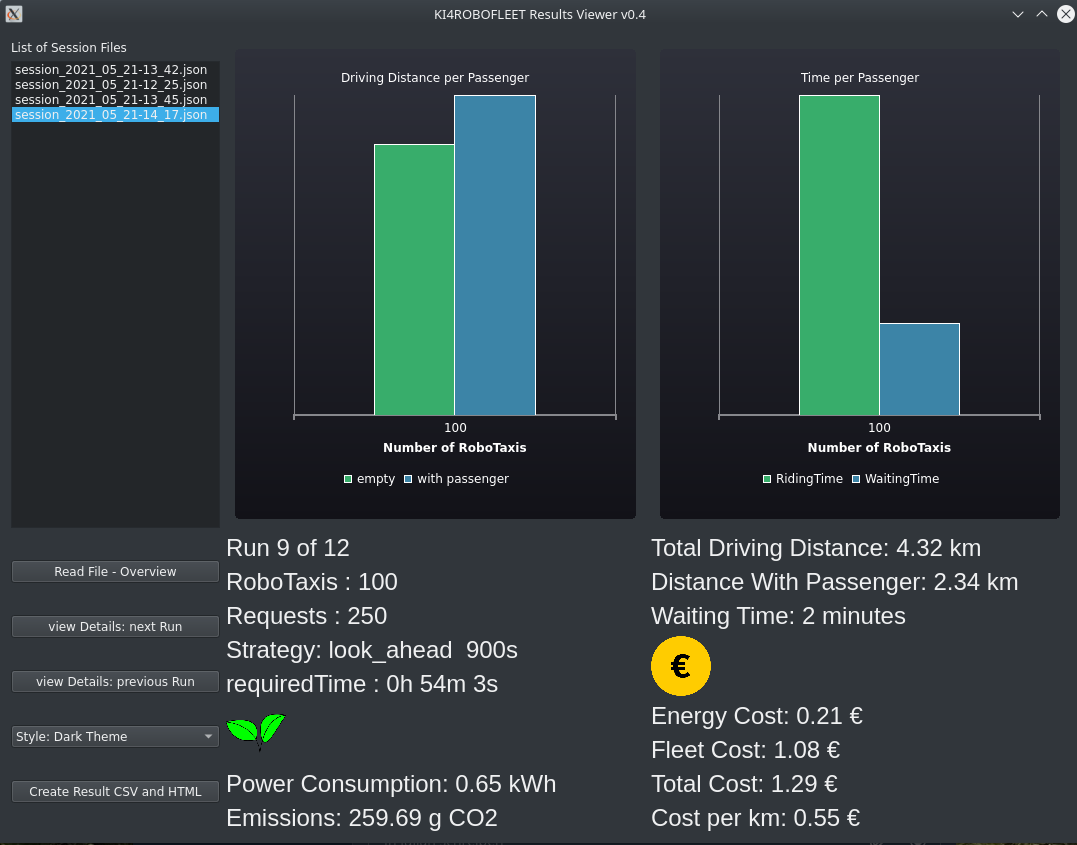 KI4ROBOFLEET Results Viewer v0.4
List of Session Files
session_2021_05_21-13_42.json
session_2021_05_21-12_25.json
session_2021_05_21-13_45.json
session_2021_05_21-14_17.json
Read File - Overview
view Details: next Run
view Details: previous Run
Style: Dark Theme
Create Result CSV and HTML
Driving Distance per Passenger
100
Number of RoboTaxis
empty with passenger
Time per Passenger
100
Number of RoboTaxis
RidingTime WaitingTime
Run 9 of 12
RoboTaxis : 100
Requests : 250
Strategy: look_ahead  900s
requiredTime : 0h 54m 3s
Power Consumption: 0.65 kWh
Emissions: 259.69 g CO2
Total Driving Distance: 4.32 km
Distance With Passenger: 2.34 km
Waiting Time: 2 minutes
€
Energy Cost: 0.21 €
Fleet Cost: 1.08 €
Total Cost: 1.29 €
Cost per km: 0.55 €